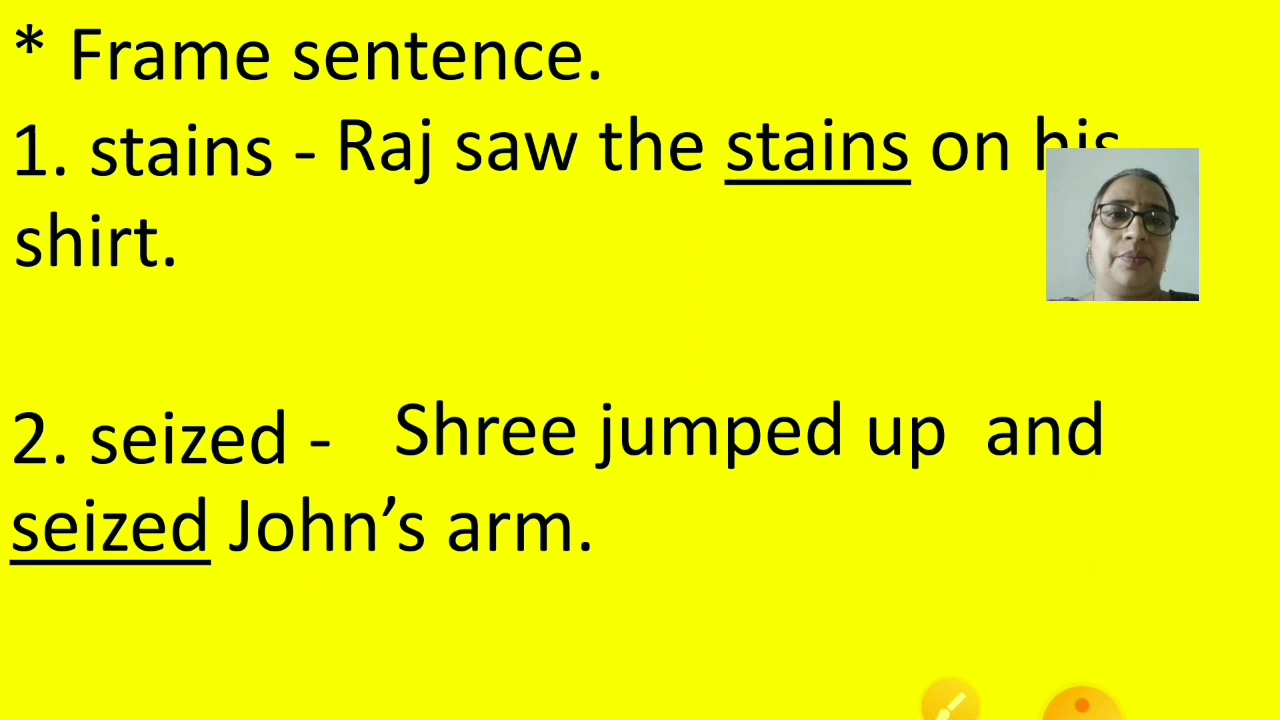 * Frame sentence.
1. stains - Raj saw the stains on his
shirt.
2. seized - Shree jumped up and
seized John’s arm.